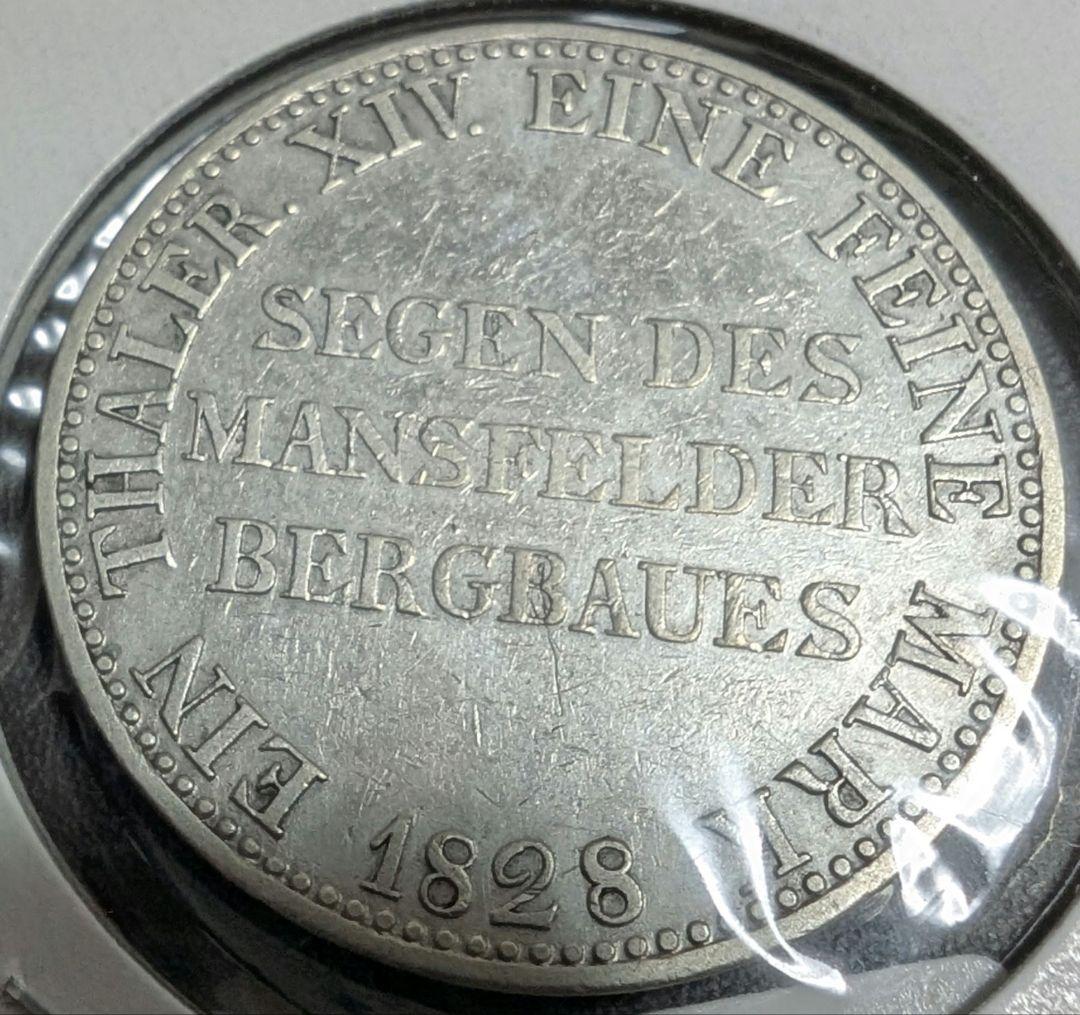 EIN THALER. XIV. EINE FEINE MARK
SEGEN DES
MANSFELDER
BERGBAUES
1828